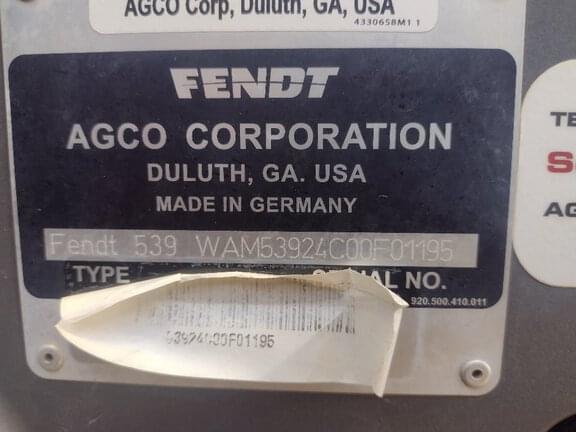 AGCO Corp, Duluth, GA, USA
4330658M1 1
FENDT
AGCO CORPORATION
DULUTH, GA. USA
MADE IN GERMANY
Fendt 539 WAM53924C00F01195
TYPE NO.
920.500.410.011
53924C00F01195
TE
S
AG